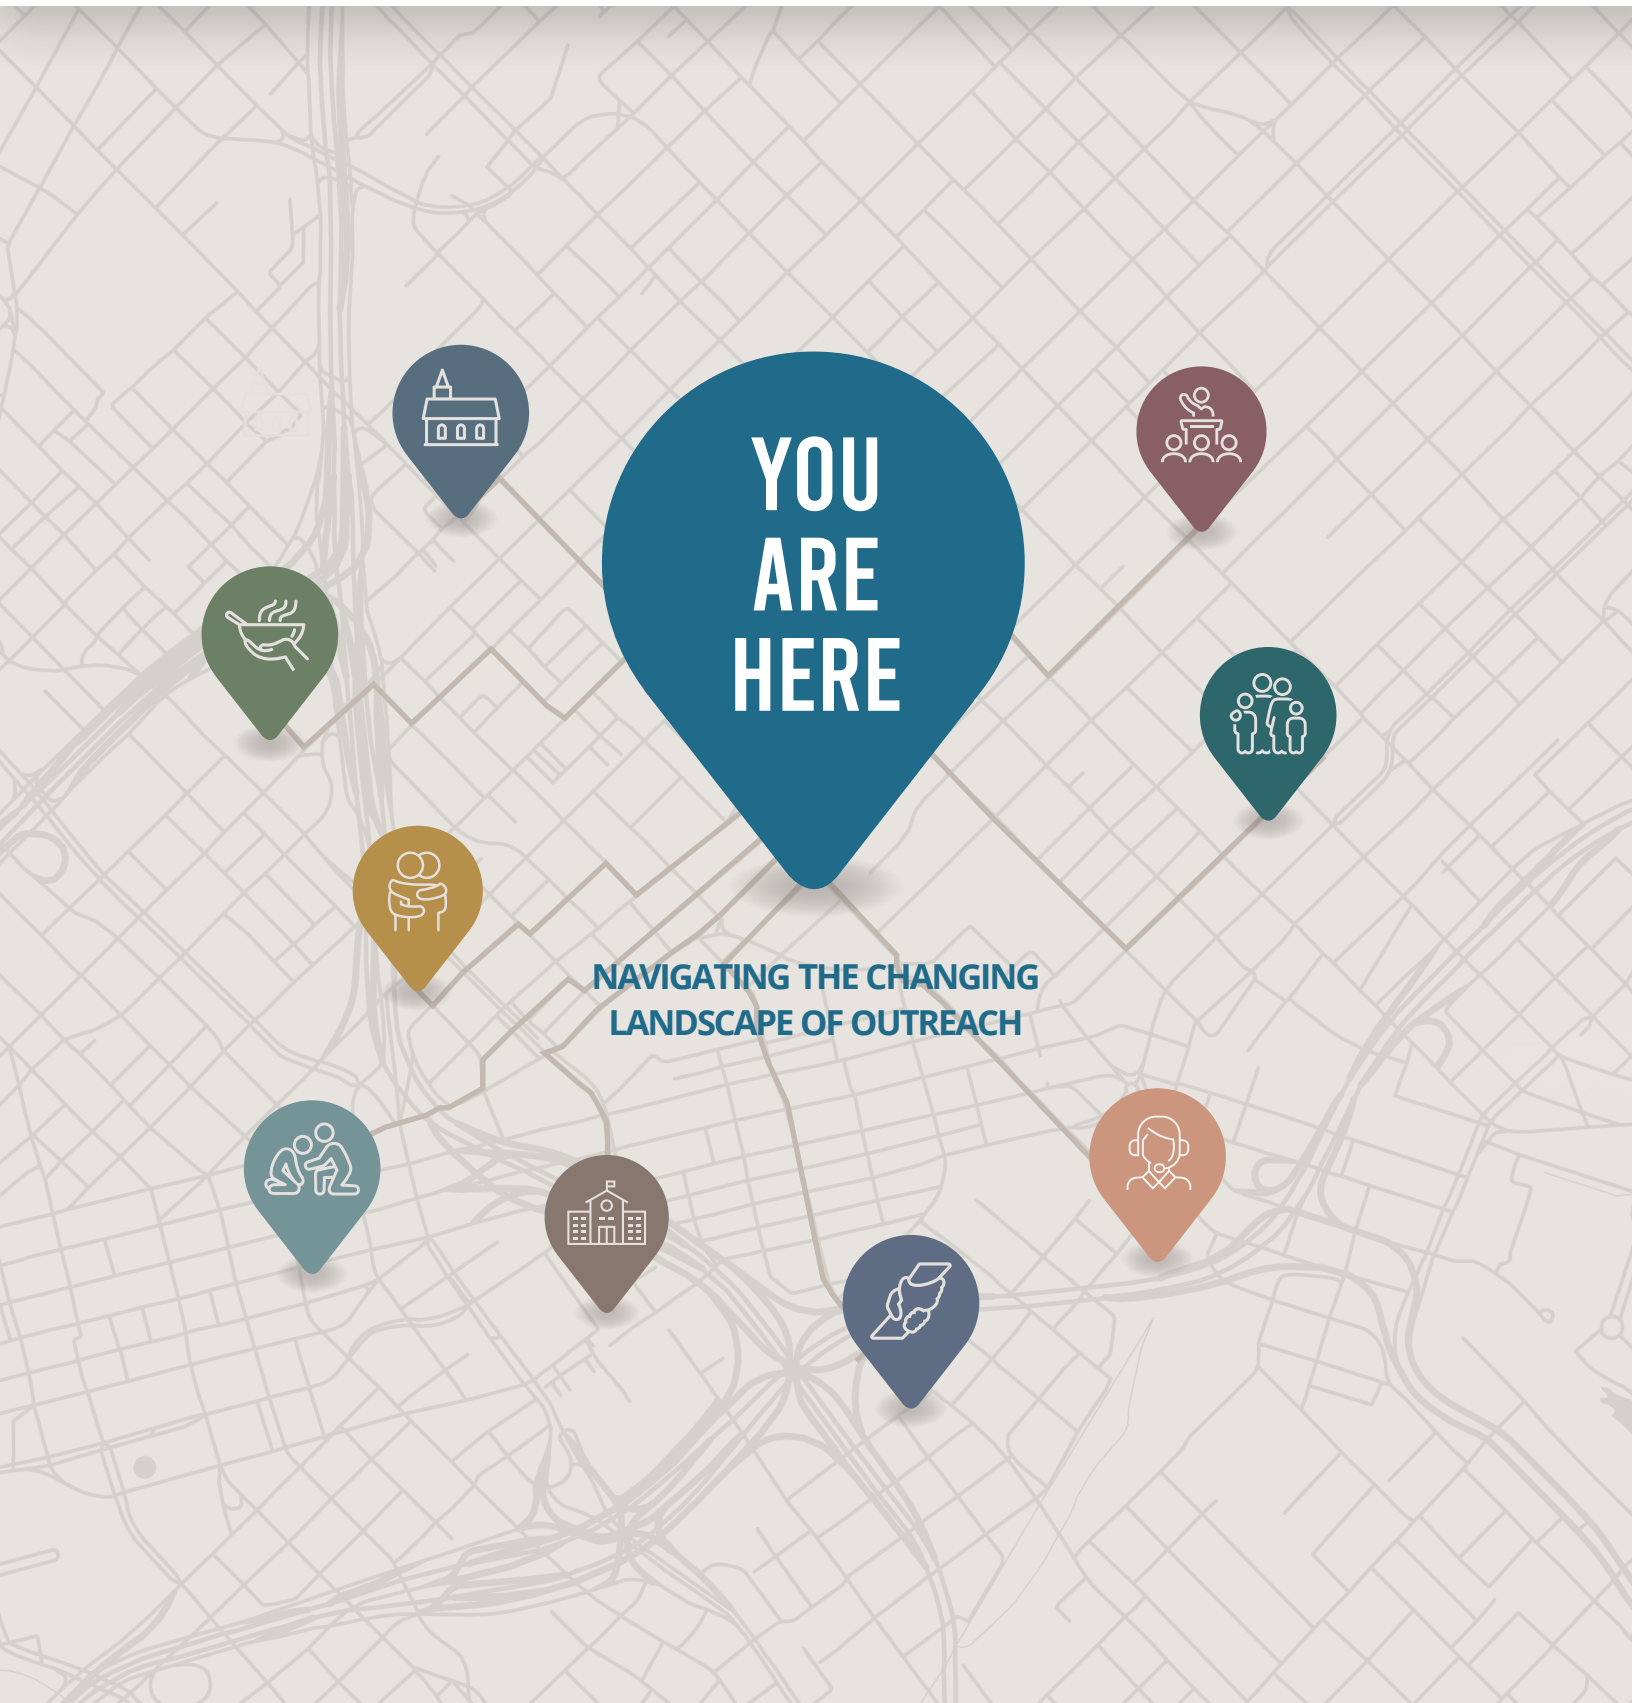 YOU
ARE
HERE
NAVIGATING THE CHANGING
LANDSCAPE OF OUTREACH